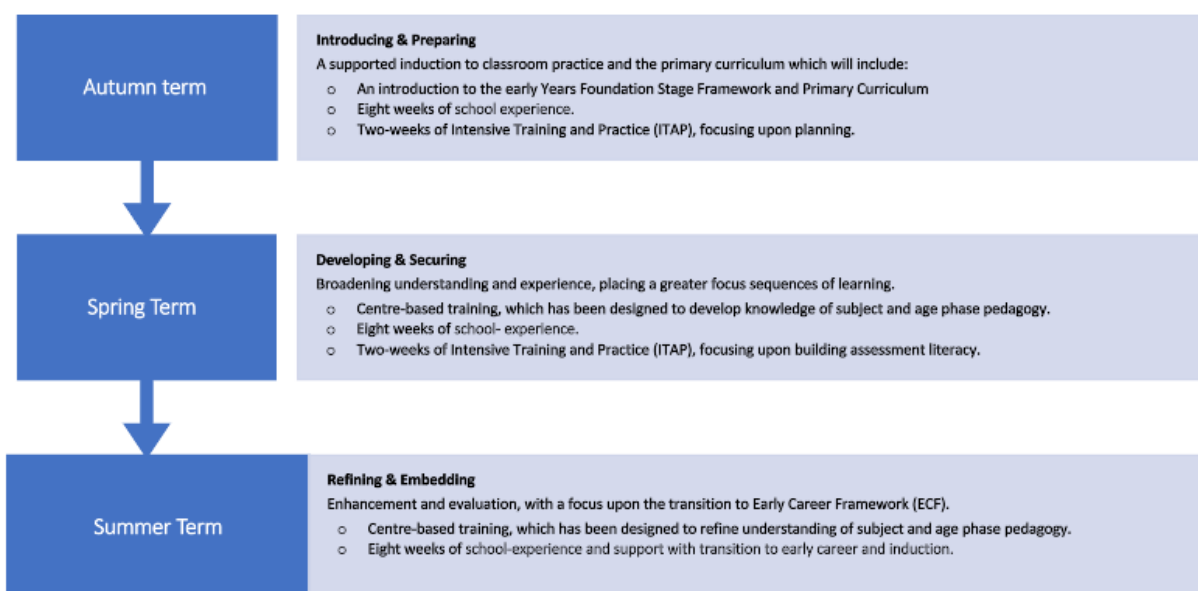 Autumn term
Introducing & Preparing
A supported induction to classroom practice and the primary curriculum which will include:
o An introduction to the early Years Foundation Stage Framework and Primary Curriculum
o Eight weeks of school experience.
o Two-weeks of Intensive Training and Practice (ITAP), focusing upon planning.
Spring Term
Developing & Securing
Broadening understanding and experience, placing a greater focus sequences of learning.
o Centre-based training, which has been designed to develop knowledge of subject and age phase pedagogy.
o Eight weeks of school- experience.
o Two-weeks of Intensive Training and Practice (ITAP), focusing upon building assessment literacy.
Summer Term
Refining & Embedding
Enhancement and evaluation, with a focus upon the transition to Early Career Framework (ECF).
o Centre-based training, which has been designed to refine understanding of subject and age phase pedagogy.
o Eight weeks of school-experience and support with transition to early career and induction.